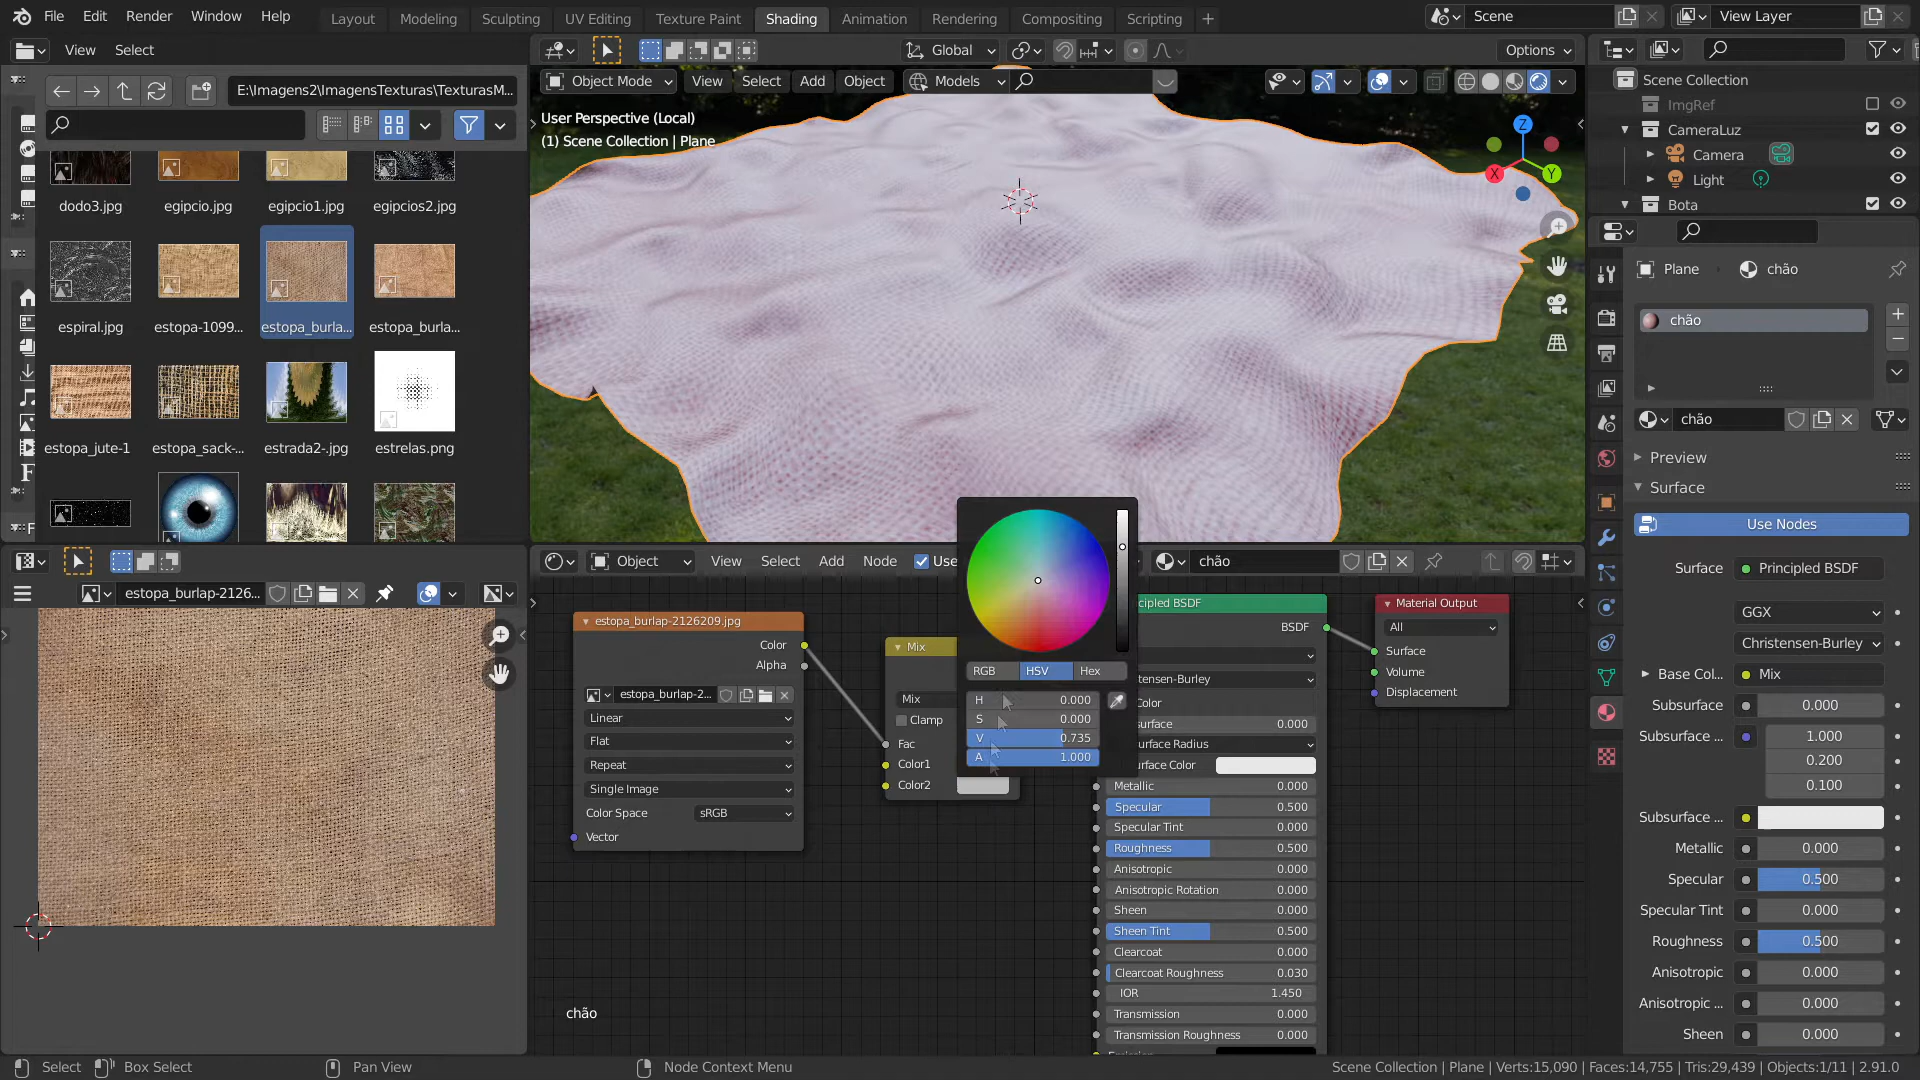 File Edit Render Window Help Layout Modeling Sculpting UV Editing Texture Paint Shading Animation Rendering Compositing Scripting + Scene View Layer
View Select
Global Options
E:\Imagens2\ImagensTexturas\TexturasM...
Object Mode View Select Add Object Models
User Perspective (Local)
(1) Scene Collection | Plane
Z
X
Y
dodo3.jpg egipcio.jpg egipcio1.jpg egipcios2.jpg
espiral.jpg estopa-1099... estopa_burla... estopa_burla...
estopa_jute-1 estopa_sack-... estrada2-.jpg estrelas.png
F
F
Scene Collection
ImgRef
CameraLuz
Camera
Light
Bota
Plane chão
chão
chão
Preview
Surface
Use Nodes
Surface Principled BSDF
GGX
Christensen-Burley
Base Col... Mix
Subsurface 0.000
Subsurface ... 1.000
0.200
0.100
Subsurface ...
Metallic 0.000
Specular 0.500
Specular Tint 0.000
Roughness 0.500
Anisotropic 0.000
Anisotropic ... 0.000
Sheen 0.000
estopa_burlap-2126...
Object View Select Add Node Use chão
estopa_burlap-2126209.jpg
Color
Alpha
estopa_burlap-2...
Linear
Flat
Repeat
Single Image
Color Space sRGB
Vector
Mix
Mix
Clamp
Fac
Color1
Color2
RGB HSV Hex
H 0.000
S 0.000
V 0.735
A 1.000
cipled BSDF
BSDF
tensen-Burley
Color
urface 0.000
urface Radius
urface Color
Metallic 0.000
Specular 0.500
Specular Tint 0.000
Roughness 0.500
Anisotropic 0.000
Anisotropic Rotation 0.000
Sheen 0.000
Sheen Tint 0.500
Clearcoat 0.000
Clearcoat Roughness 0.030
IOR 1.450
Transmission 0.000
Transmission Roughness 0.000
Material Output
All
Surface
Volume
Displacement
chão
Select Box Select Pan View Node Context Menu Scene Collection | Plane | Verts:15,090 | Faces:14,755 | Tris:29,439 | Objects:1/11 | 2.91.0